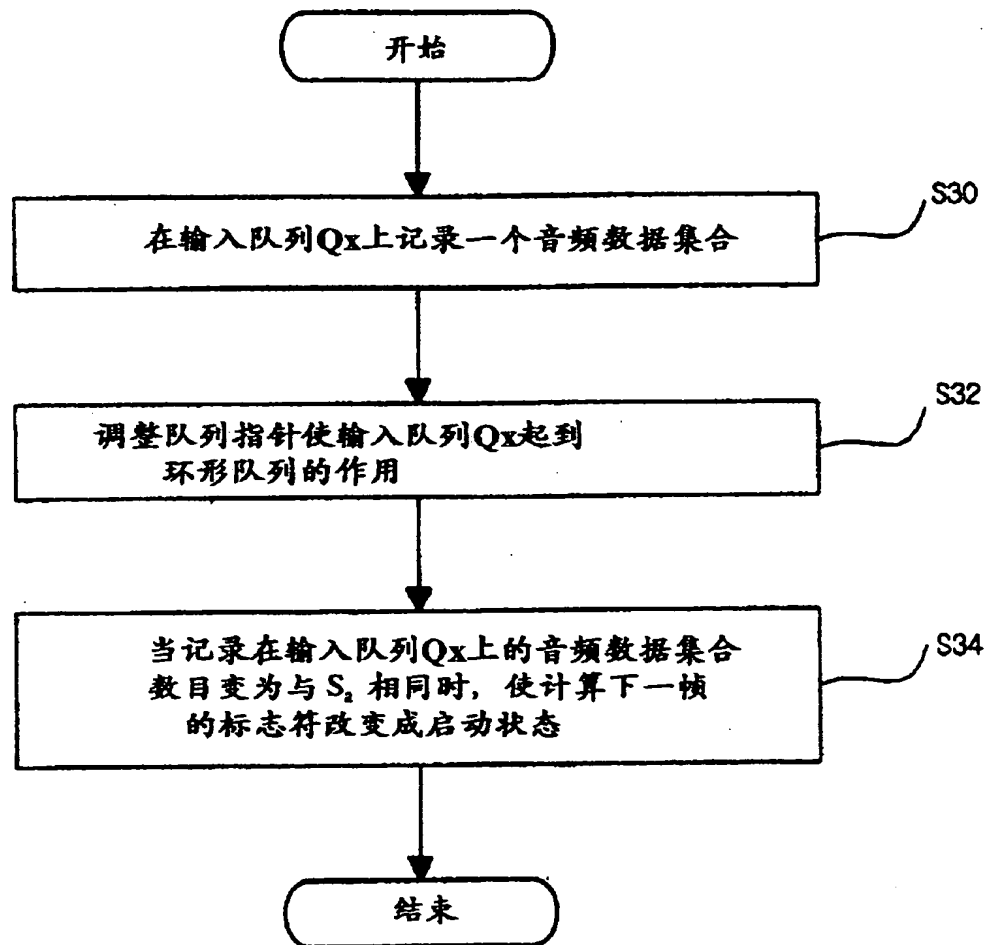 开始
S30
在输入队列Qx上记录一个音频数据集合
S32
调整队列指针使输入队列Qx起到
环形队列的作用
S34
当记录在输入队列Qx上的音频数据集合
数目变为与S₂相同时，使计算下一帧
的标志符改变成启动状态
结束